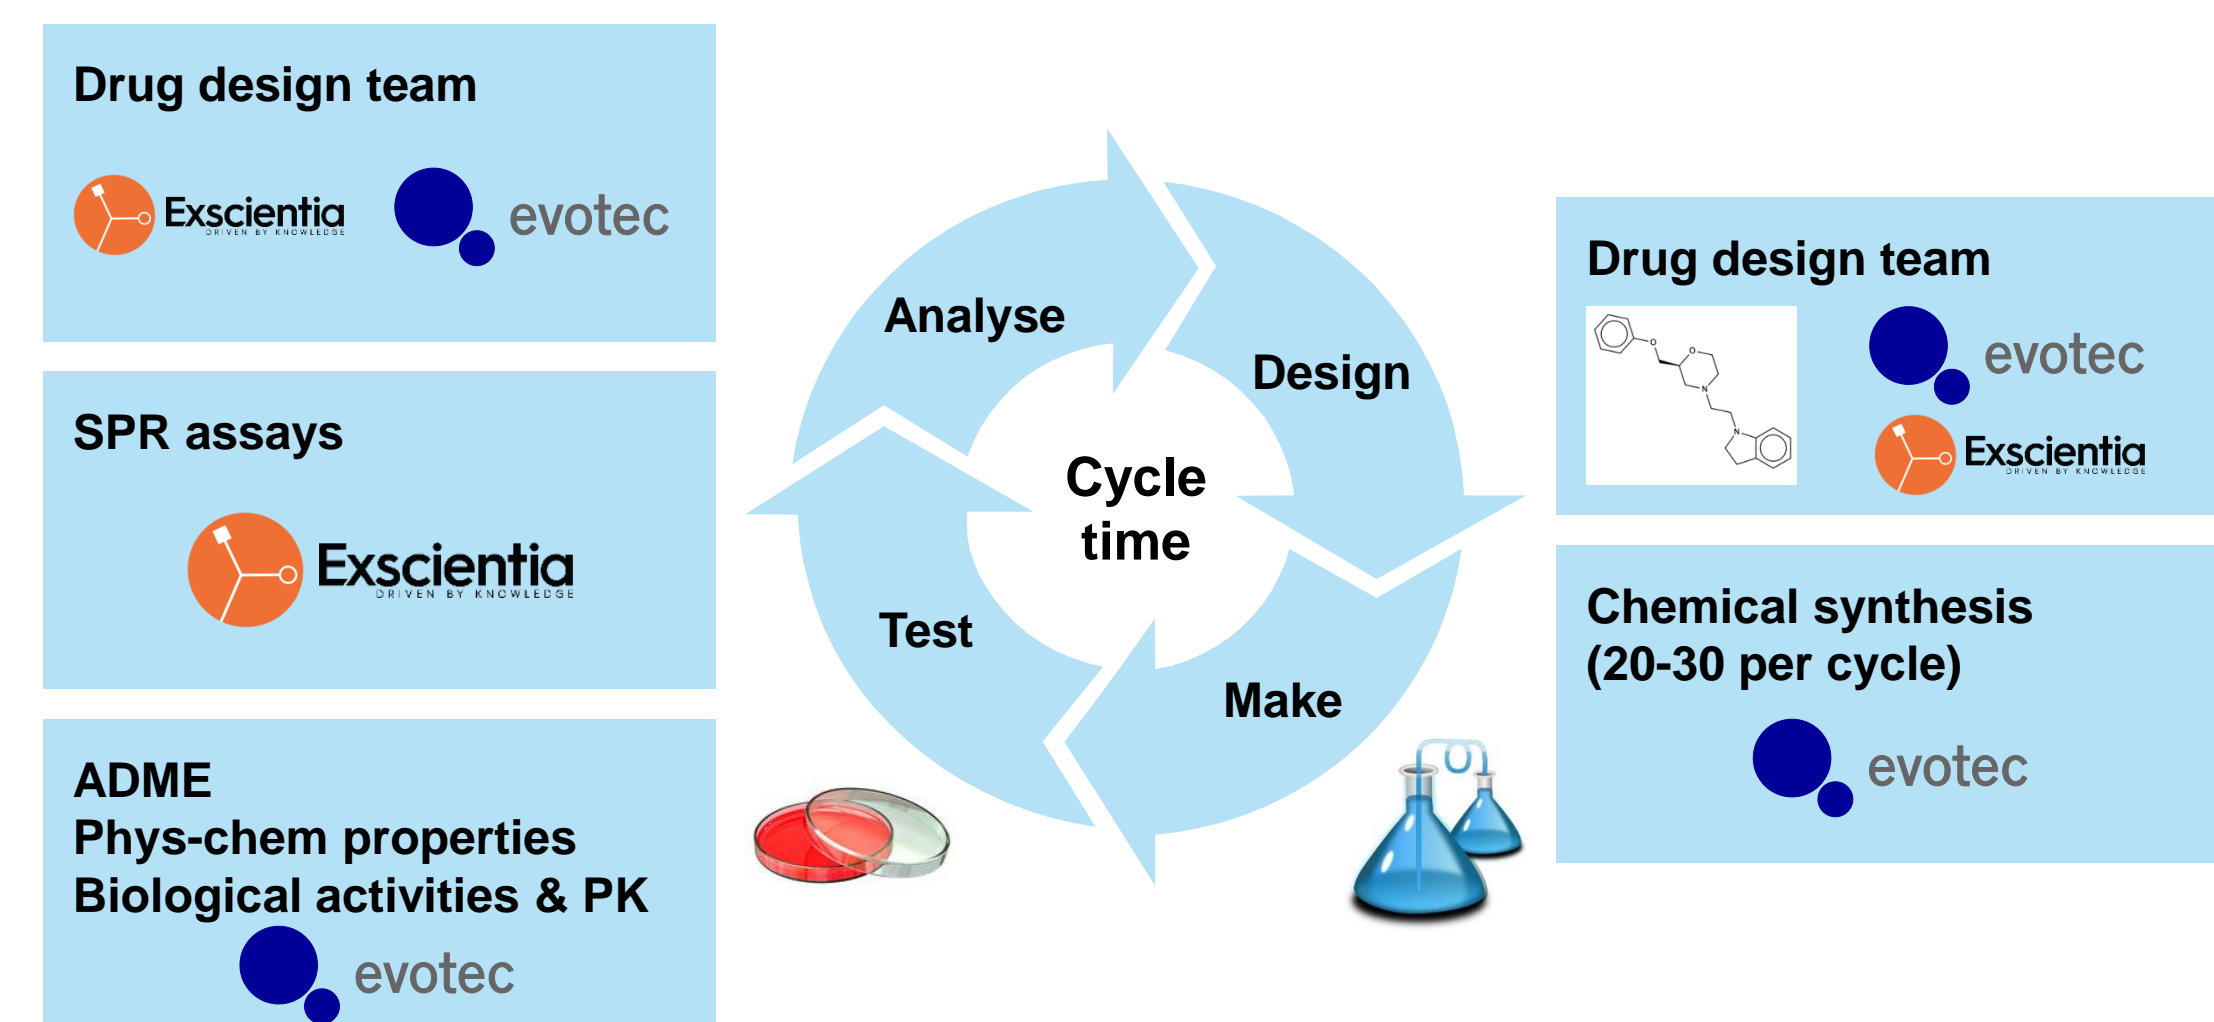 Drug design team
Exscientia
DRIVEN BY KNOWLEDGE
evotec
SPR assays
Exscientia
DRIVEN BY KNOWLEDGE
ADME
Phys-chem properties
Biological activities & PK
evotec
Analyse
Design
Cycle
time
Test
Make
Drug design team
O
O
N
N
evotec
Exscientia
DRIVEN BY KNOWLEDGE
Chemical synthesis
(20-30 per cycle)
evotec